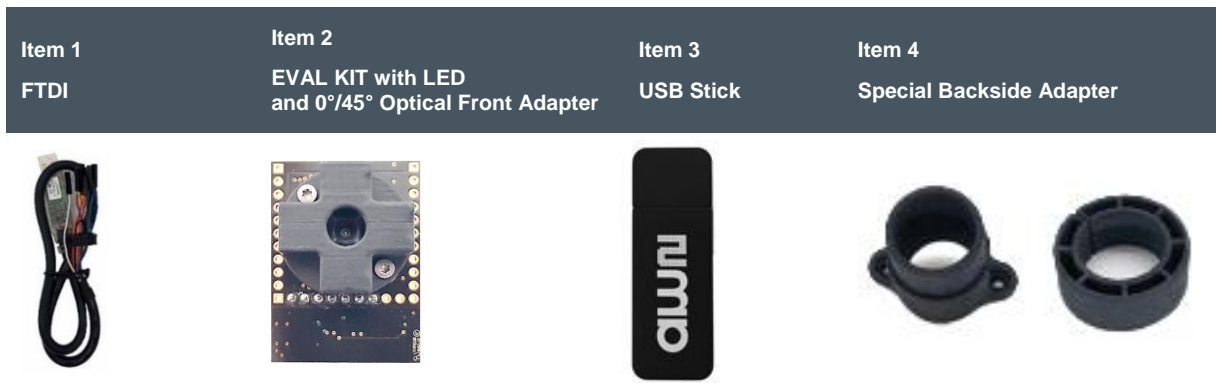 Item 1
FTDI
Item 2
EVAL KIT with LED
and 0°/45° Optical Front Adapter
Item 3
USB Stick
Item 4
Special Backside Adapter
amun